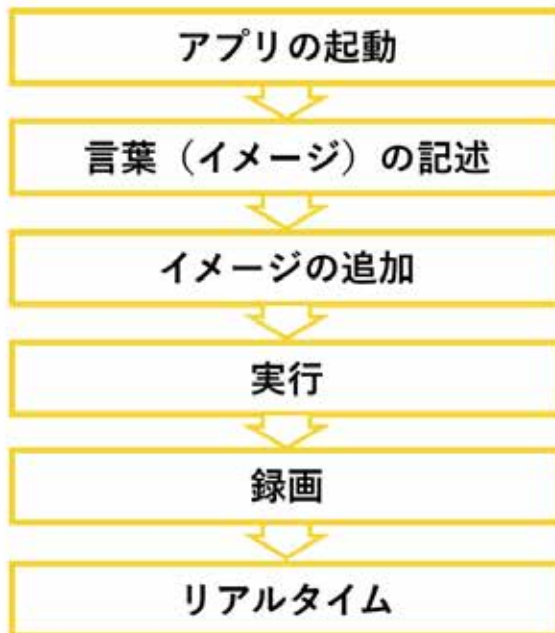 アプリの起動
言葉（イメージ）の記述
イメージの追加
実行
録画
リアルタイム